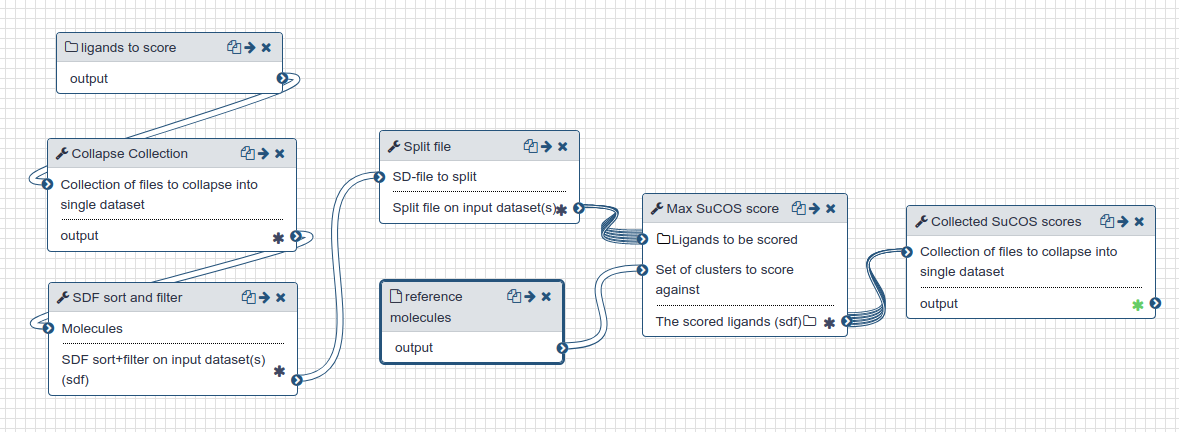 ligands to score
output
Collapse Collection
Collection of files to collapse into
single dataset
output
SDF sort and filter
Molecules
SDF sort+filter on input dataset(s)
(sdf)
Split file
SD-file to split
Split file on input dataset(s)
reference
molecules
output
Max SuCOS score
Ligands to be scored
Set of clusters to score
against
The scored ligands (sdf)
Collected SuCOS scores
Collection of files to collapse into
single dataset
output